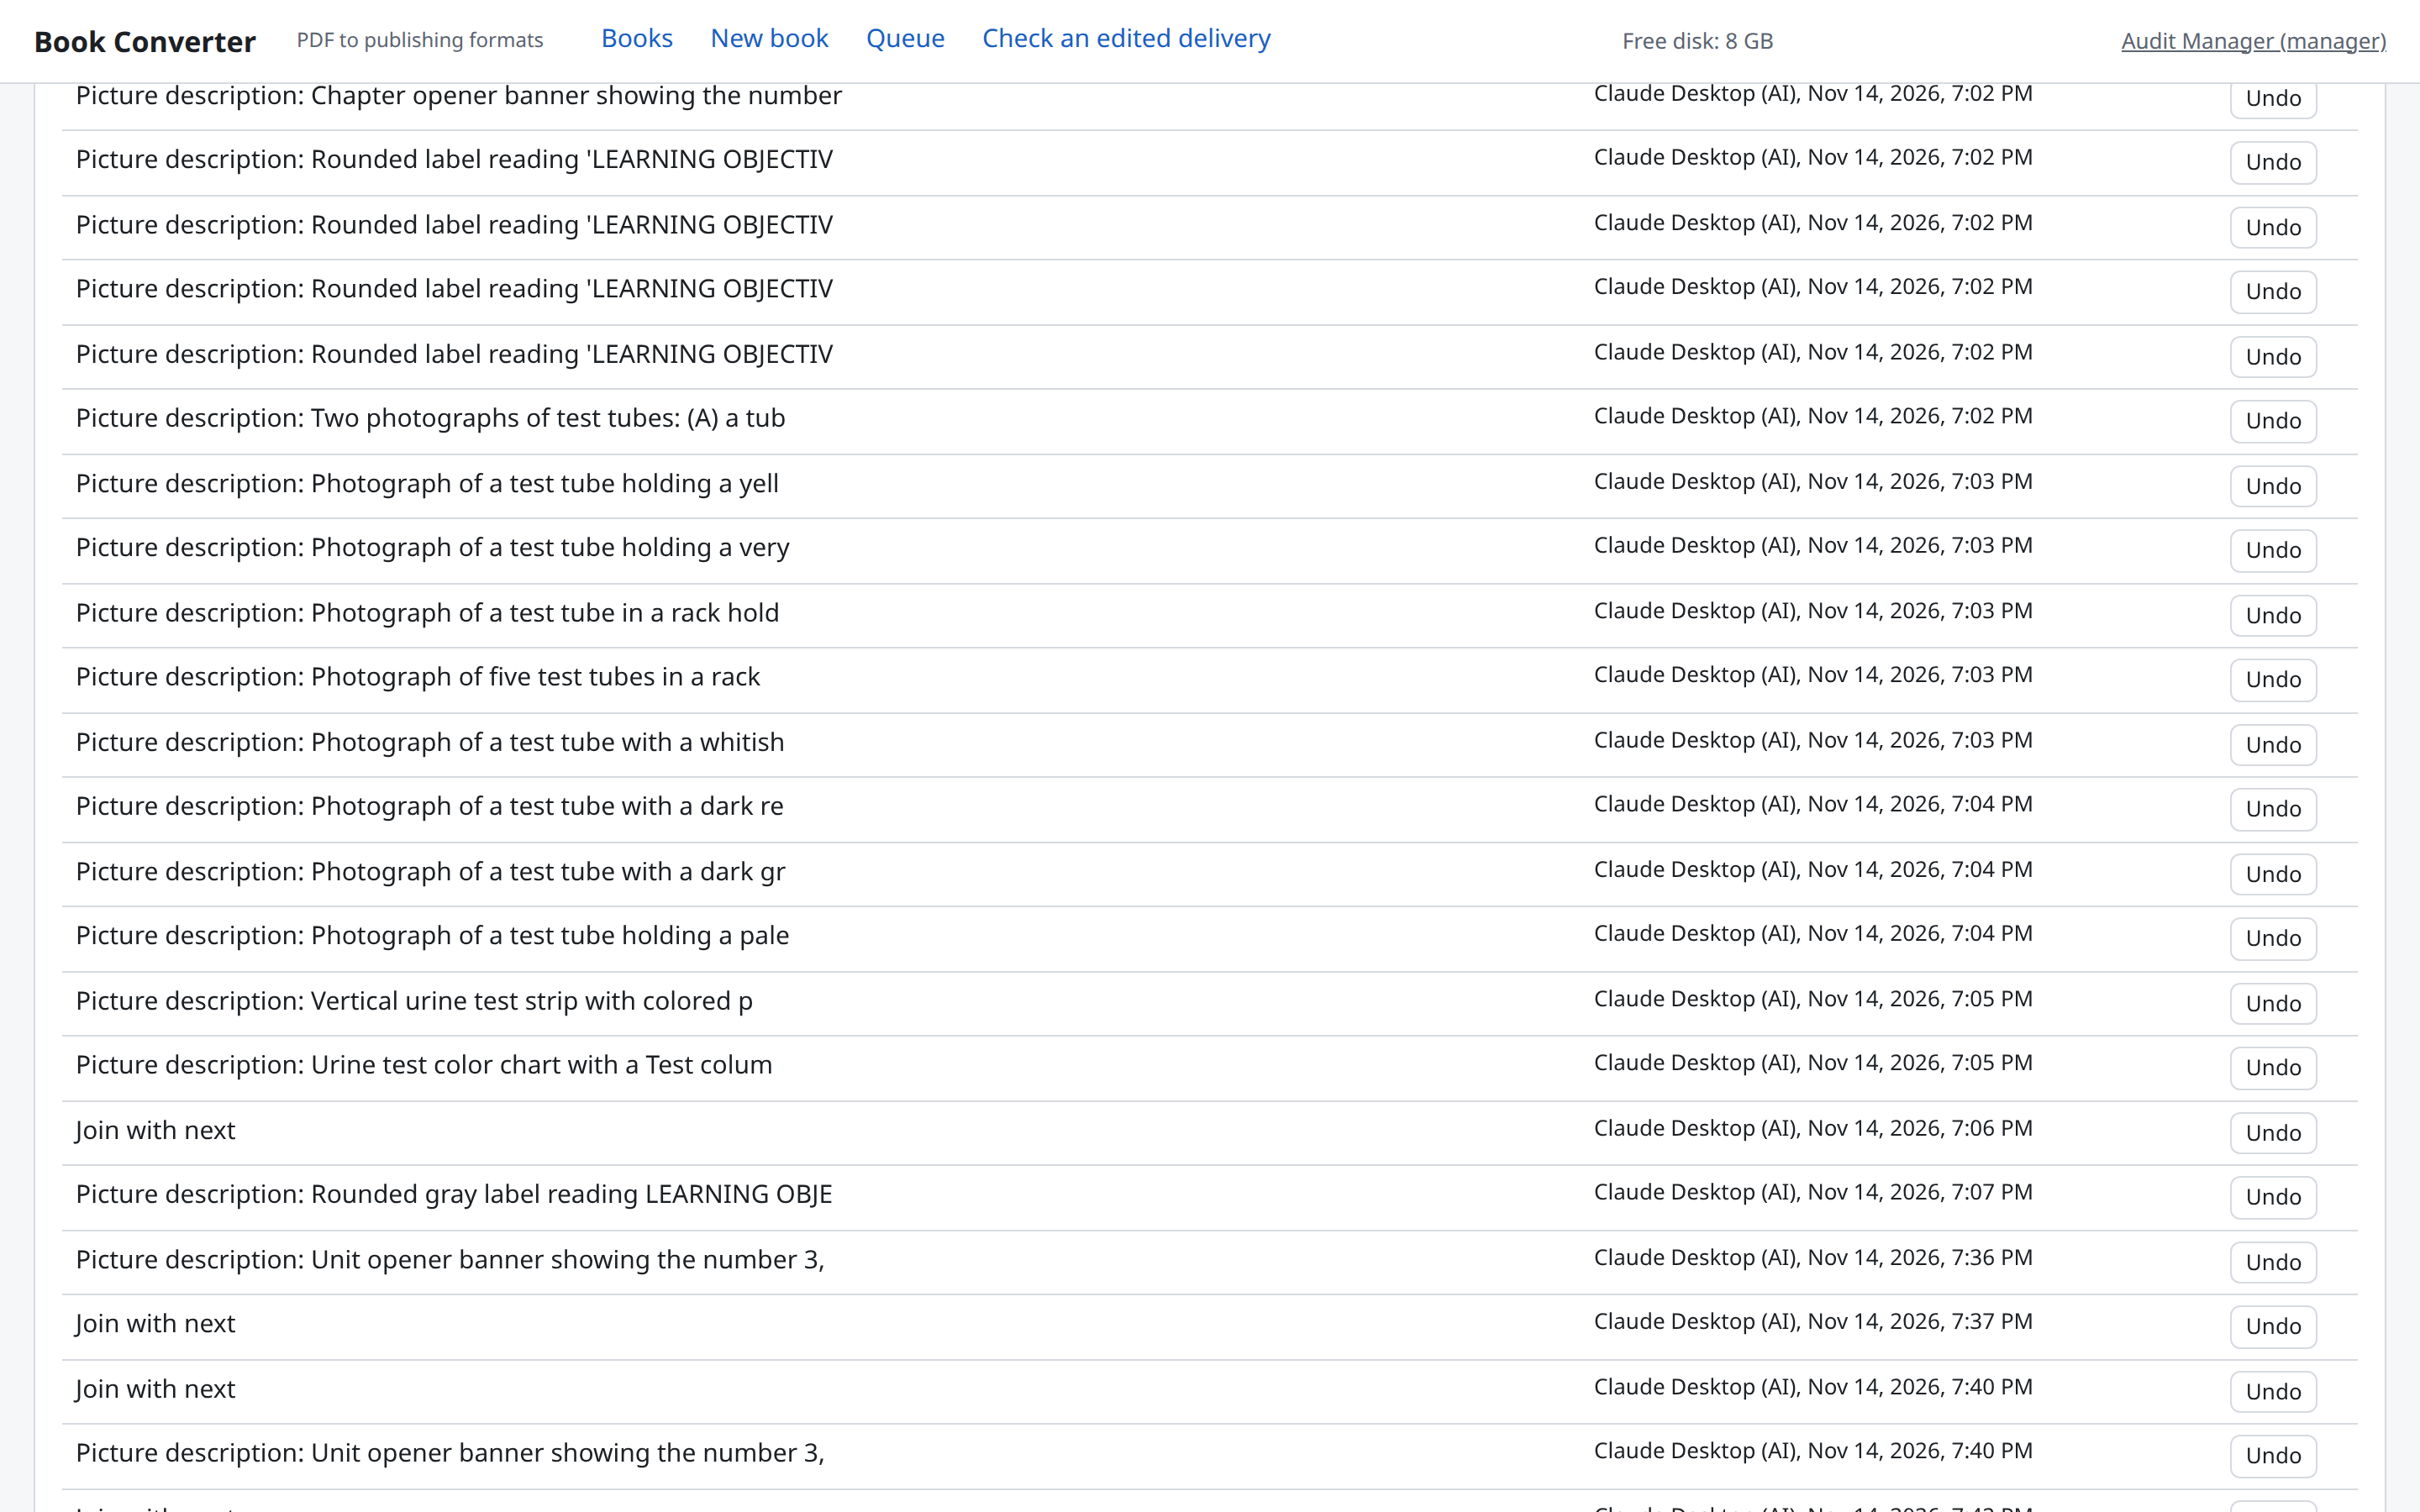 Book Converter PDF to publishing formats Books New book Queue Check an edited delivery Free disk: 8 GB Audit Manager (manager)
Picture description: Chapter opener banner showing the number Claude Desktop (AI), Nov 14, 2026, 7:02 PM Undo
Picture description: Rounded label reading 'LEARNING OBJECTIV Claude Desktop (AI), Nov 14, 2026, 7:02 PM Undo
Picture description: Rounded label reading 'LEARNING OBJECTIV Claude Desktop (AI), Nov 14, 2026, 7:02 PM Undo
Picture description: Rounded label reading 'LEARNING OBJECTIV Claude Desktop (AI), Nov 14, 2026, 7:02 PM Undo
Picture description: Rounded label reading 'LEARNING OBJECTIV Claude Desktop (AI), Nov 14, 2026, 7:02 PM Undo
Picture description: Two photographs of test tubes: (A) a tub Claude Desktop (AI), Nov 14, 2026, 7:02 PM Undo
Picture description: Photograph of a test tube holding a yell Claude Desktop (AI), Nov 14, 2026, 7:03 PM Undo
Picture description: Photograph of a test tube holding a very Claude Desktop (AI), Nov 14, 2026, 7:03 PM Undo
Picture description: Photograph of a test tube in a rack hold Claude Desktop (AI), Nov 14, 2026, 7:03 PM Undo
Picture description: Photograph of five test tubes in a rack Claude Desktop (AI), Nov 14, 2026, 7:03 PM Undo
Picture description: Photograph of a test tube with a whitish Claude Desktop (AI), Nov 14, 2026, 7:03 PM Undo
Picture description: Photograph of a test tube with a dark re Claude Desktop (AI), Nov 14, 2026, 7:04 PM Undo
Picture description: Photograph of a test tube with a dark gr Claude Desktop (AI), Nov 14, 2026, 7:04 PM Undo
Picture description: Photograph of a test tube holding a pale Claude Desktop (AI), Nov 14, 2026, 7:04 PM Undo
Picture description: Vertical urine test strip with colored p Claude Desktop (AI), Nov 14, 2026, 7:05 PM Undo
Picture description: Urine test color chart with a Test colum Claude Desktop (AI), Nov 14, 2026, 7:05 PM Undo
Join with next Claude Desktop (AI), Nov 14, 2026, 7:06 PM Undo
Picture description: Rounded gray label reading LEARNING OBJE Claude Desktop (AI), Nov 14, 2026, 7:07 PM Undo
Picture description: Unit opener banner showing the number 3, Claude Desktop (AI), Nov 14, 2026, 7:36 PM Undo
Join with next Claude Desktop (AI), Nov 14, 2026, 7:37 PM Undo
Join with next Claude Desktop (AI), Nov 14, 2026, 7:40 PM Undo
Picture description: Unit opener banner showing the number 3, Claude Desktop (AI), Nov 14, 2026, 7:40 PM Undo